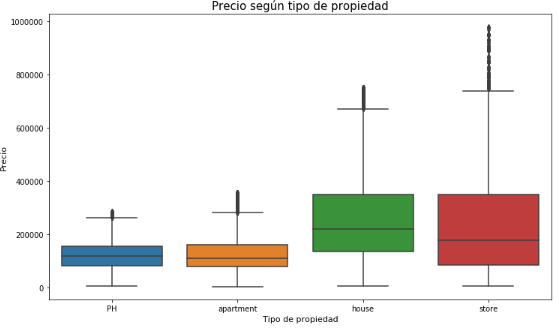 Precio según tipo de propiedad
1000000
800000
600000
400000
200000
0
Precio
PH apartment house store
Tipo de propiedad